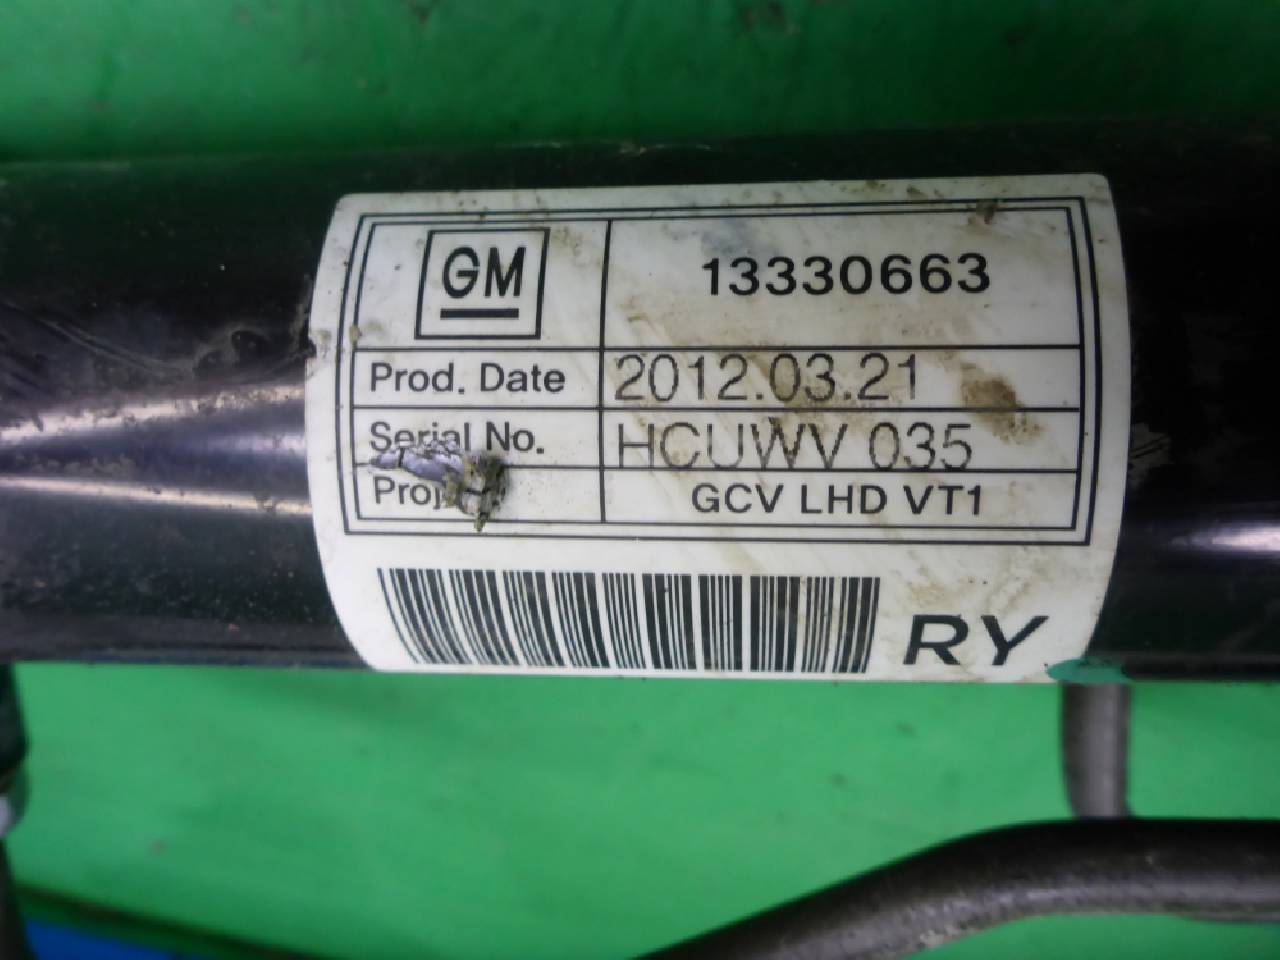 GM
13330663
Prod. Date 2012.03.21
Serial No. HCUWV 035
GCV LHD VT1
RY